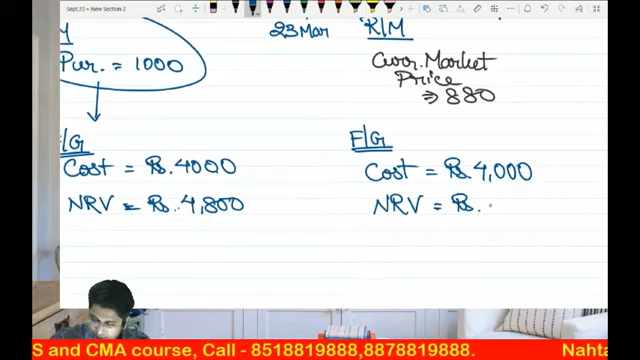 Sept 20 » New Section 2
23 Mar R/M
Pur. = 1000
Curr. Market
Price
⇒ 880
F/G
Cost = Rs. 4000 Cost = Rs. 4,000
NRV = Rs. 4,800 NRV = Rs.
S and CMA course, Call - 8518819888,8878819888. Nahta